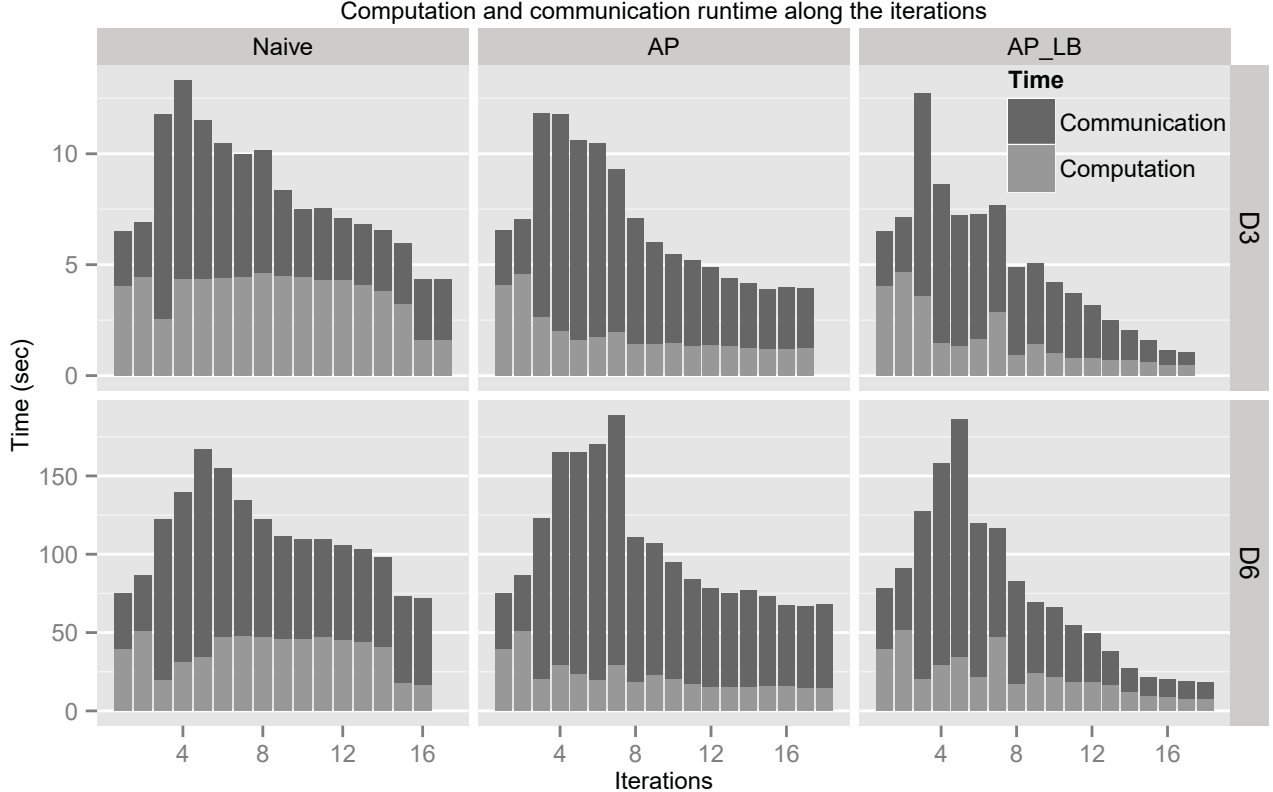 Computation and communication runtime along the iterations
Naive
AP
AP_LB
Time
Communication
Computation
10
5
0
D3
Time (sec)
150
100
50
0
D6
4
8
12
16
4
8
12
16
4
8
12
16
Iterations